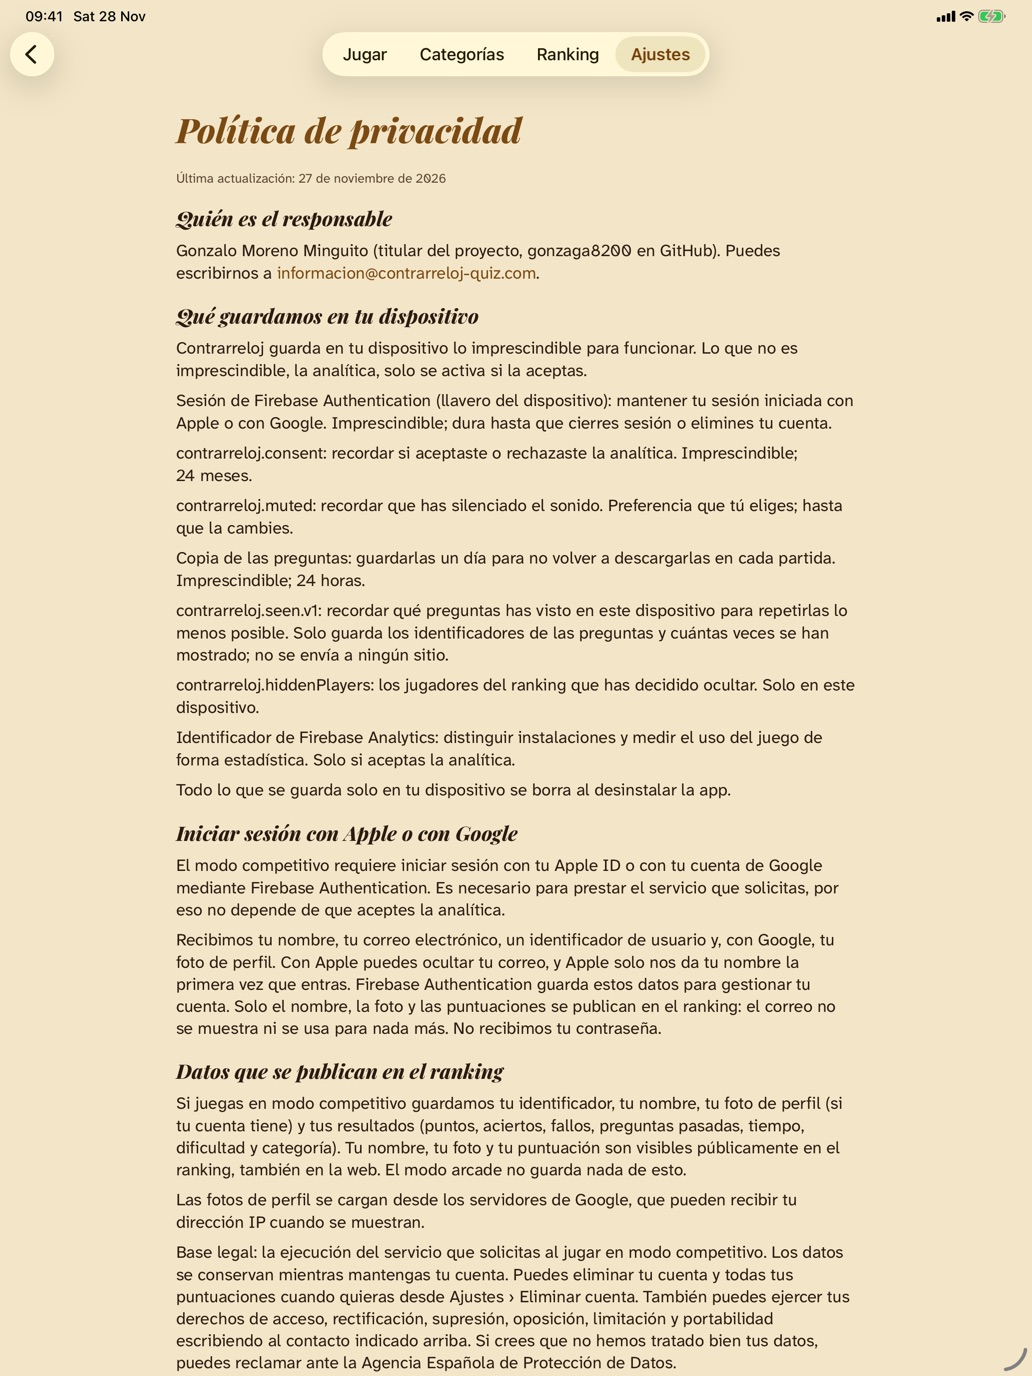 09:41 Sat 28 Nov
Jugar Categorías Ranking Ajustes
Política de privacidad
Última actualización: 27 de noviembre de 2026
Quién es el responsable
Gonzalo Moreno Minguito (titular del proyecto, gonzaga8200 en GitHub). Puedes
escribirnos a informacion@contrarreloj-quiz.com.
Qué guardamos en tu dispositivo
Contrarreloj guarda en tu dispositivo lo imprescindible para funcionar. Lo que no es
imprescindible, la analítica, solo se activa si la aceptas.
Sesión de Firebase Authentication (llavero del dispositivo): mantener tu sesión iniciada con
Apple o con Google. Imprescindible; dura hasta que cierres sesión o elimines tu cuenta.
contrarreloj.consent: recordar si aceptaste o rechazaste la analítica. Imprescindible;
24 meses.
contrarreloj.muted: recordar que has silenciado el sonido. Preferencia que tú eliges; hasta
que la cambies.
Copia de las preguntas: guardarlas un día para no volver a descargarlas en cada partida.
Imprescindible; 24 horas.
contrarreloj.seen.v1: recordar qué preguntas has visto en este dispositivo para repetirlas lo
menos posible. Solo guarda los identificadores de las preguntas y cuántas veces se han
mostrado; no se envía a ningún sitio.
contrarreloj.hiddenPlayers: los jugadores del ranking que has decidido ocultar. Solo en este
dispositivo.
Identificador de Firebase Analytics: distinguir instalaciones y medir el uso del juego de
forma estadística. Solo si aceptas la analítica.
Todo lo que se guarda solo en tu dispositivo se borra al desinstalar la app.
Iniciar sesión con Apple o con Google
El modo competitivo requiere iniciar sesión con tu Apple ID o con tu cuenta de Google
mediante Firebase Authentication. Es necesario para prestar el servicio que solicitas, por
eso no depende de que aceptes la analítica.
Recibimos tu nombre, tu correo electrónico, un identificador de usuario y, con Google, tu
foto de perfil. Con Apple puedes ocultar tu correo, y Apple solo nos da tu nombre la
primera vez que entras. Firebase Authentication guarda estos datos para gestionar tu
cuenta. Solo el nombre, la foto y las puntuaciones se publican en el ranking: el correo no
se muestra ni se usa para nada más. No recibimos tu contraseña.
Datos que se publican en el ranking
Si juegas en modo competitivo guardamos tu identificador, tu nombre, tu foto de perfil (si
tu cuenta tiene) y tus resultados (puntos, aciertos, fallos, preguntas pasadas, tiempo,
dificultad y categoría). Tu nombre, tu foto y tu puntuación son visibles públicamente en el
ranking, también en la web. El modo arcade no guarda nada de esto.
Las fotos de perfil se cargan desde los servidores de Google, que pueden recibir tu
dirección IP cuando se muestran.
Base legal: la ejecución del servicio que solicitas al jugar en modo competitivo. Los datos
se conservan mientras mantengas tu cuenta. Puedes eliminar tu cuenta y todas tus
puntuaciones cuando quieras desde Ajustes › Eliminar cuenta. También puedes ejercer tus
derechos de acceso, rectificación, supresión, oposición, limitación y portabilidad
escribiendo al contacto indicado arriba. Si crees que no hemos tratado bien tus datos,
puedes reclamar ante la Agencia Española de Protección de Datos.